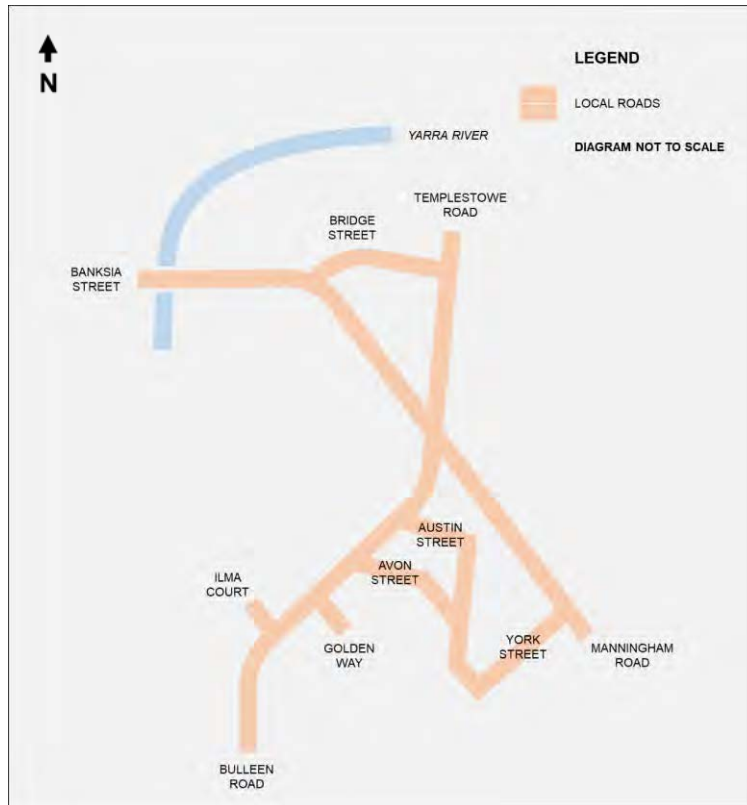 N
LEGEND
LOCAL ROADS
DIAGRAM NOT TO SCALE
YARRA RIVER
TEMPLESTOWE
ROAD
BRIDGE
STREET
BANKSIA
STREET
AUSTIN
STREET
AVON
STREET
ILMA
COURT
GOLDEN
WAY
YORK
STREET
MANNINGHAM
ROAD
BULLEEN
ROAD